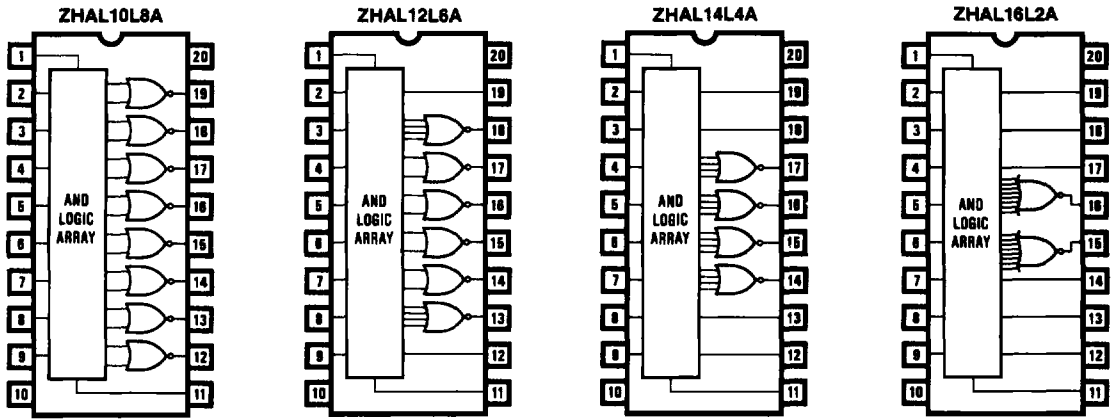 ZHAL10L8A
1 20
2 19
3 18
4 17
AND
5 16
LOGIC
ARRAY
6 15
7 14
8 13
9 12
10 11
ZHAL12L6A
1 20
2 19
3 18
4 17
AND
5 16
LOGIC
ARRAY
6 15
7 14
8 13
9 12
10 11
ZHAL14L4A
1 20
2 19
3 18
4 17
AND
5 16
LOGIC
ARRAY
6 15
7 14
8 13
9 12
10 11
ZHAL16L2A
1 20
2 19
3 18
4 17
AND
5 16
LOGIC
ARRAY
6 15
7 14
8 13
9 12
10 11